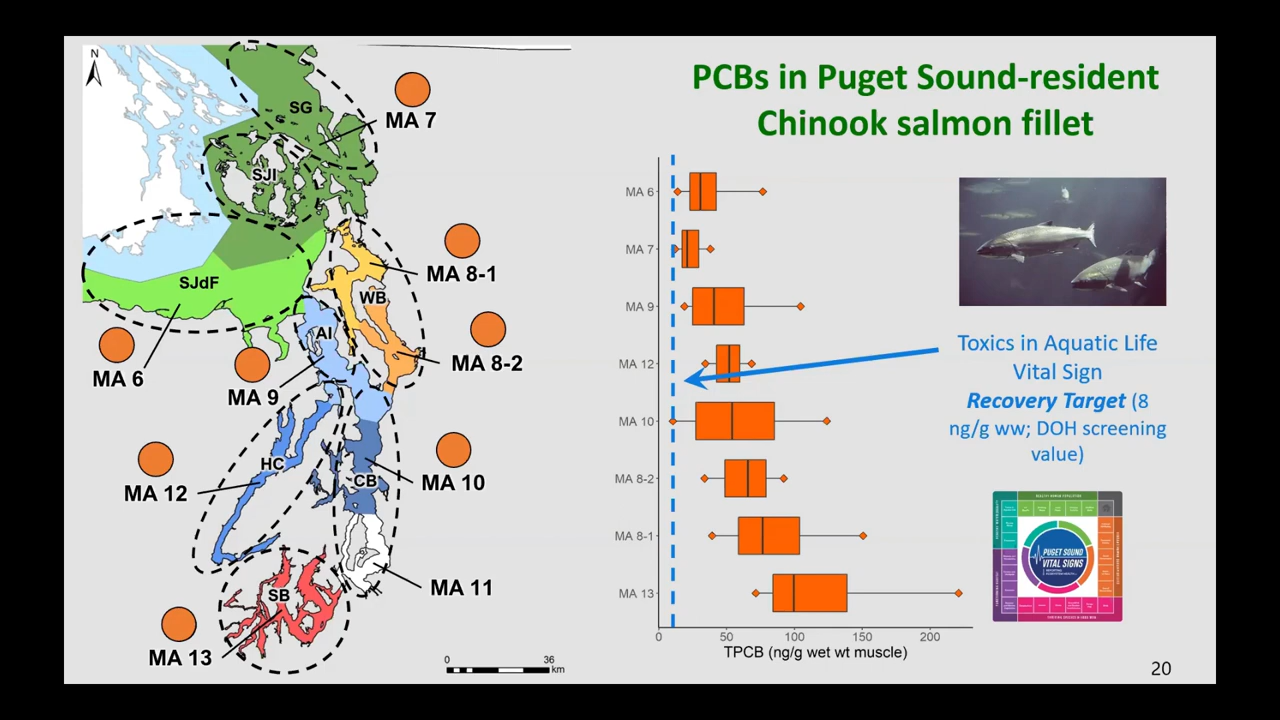 PCBs in Puget Sound-resident
Chinook salmon fillet
N
SG
MA 7
SJI
SJdF
MA 8-1
WB
AI
MA 8-2
MA 6
MA 9
HC
MA 12
CB
MA 10
MA 11
SB
MA 13
0
36
km
MA 6
MA 7
MA 9
MA 12
MA 10
MA 8-2
MA 8-1
MA 13
0
50
100
150
200
TPCB (ng/g wet wt muscle)
Toxics in Aquatic Life
Vital Sign
Recovery Target (8
ng/g ww; DOH screening
value)
PUGET SOUND
VITAL SIGNS
20